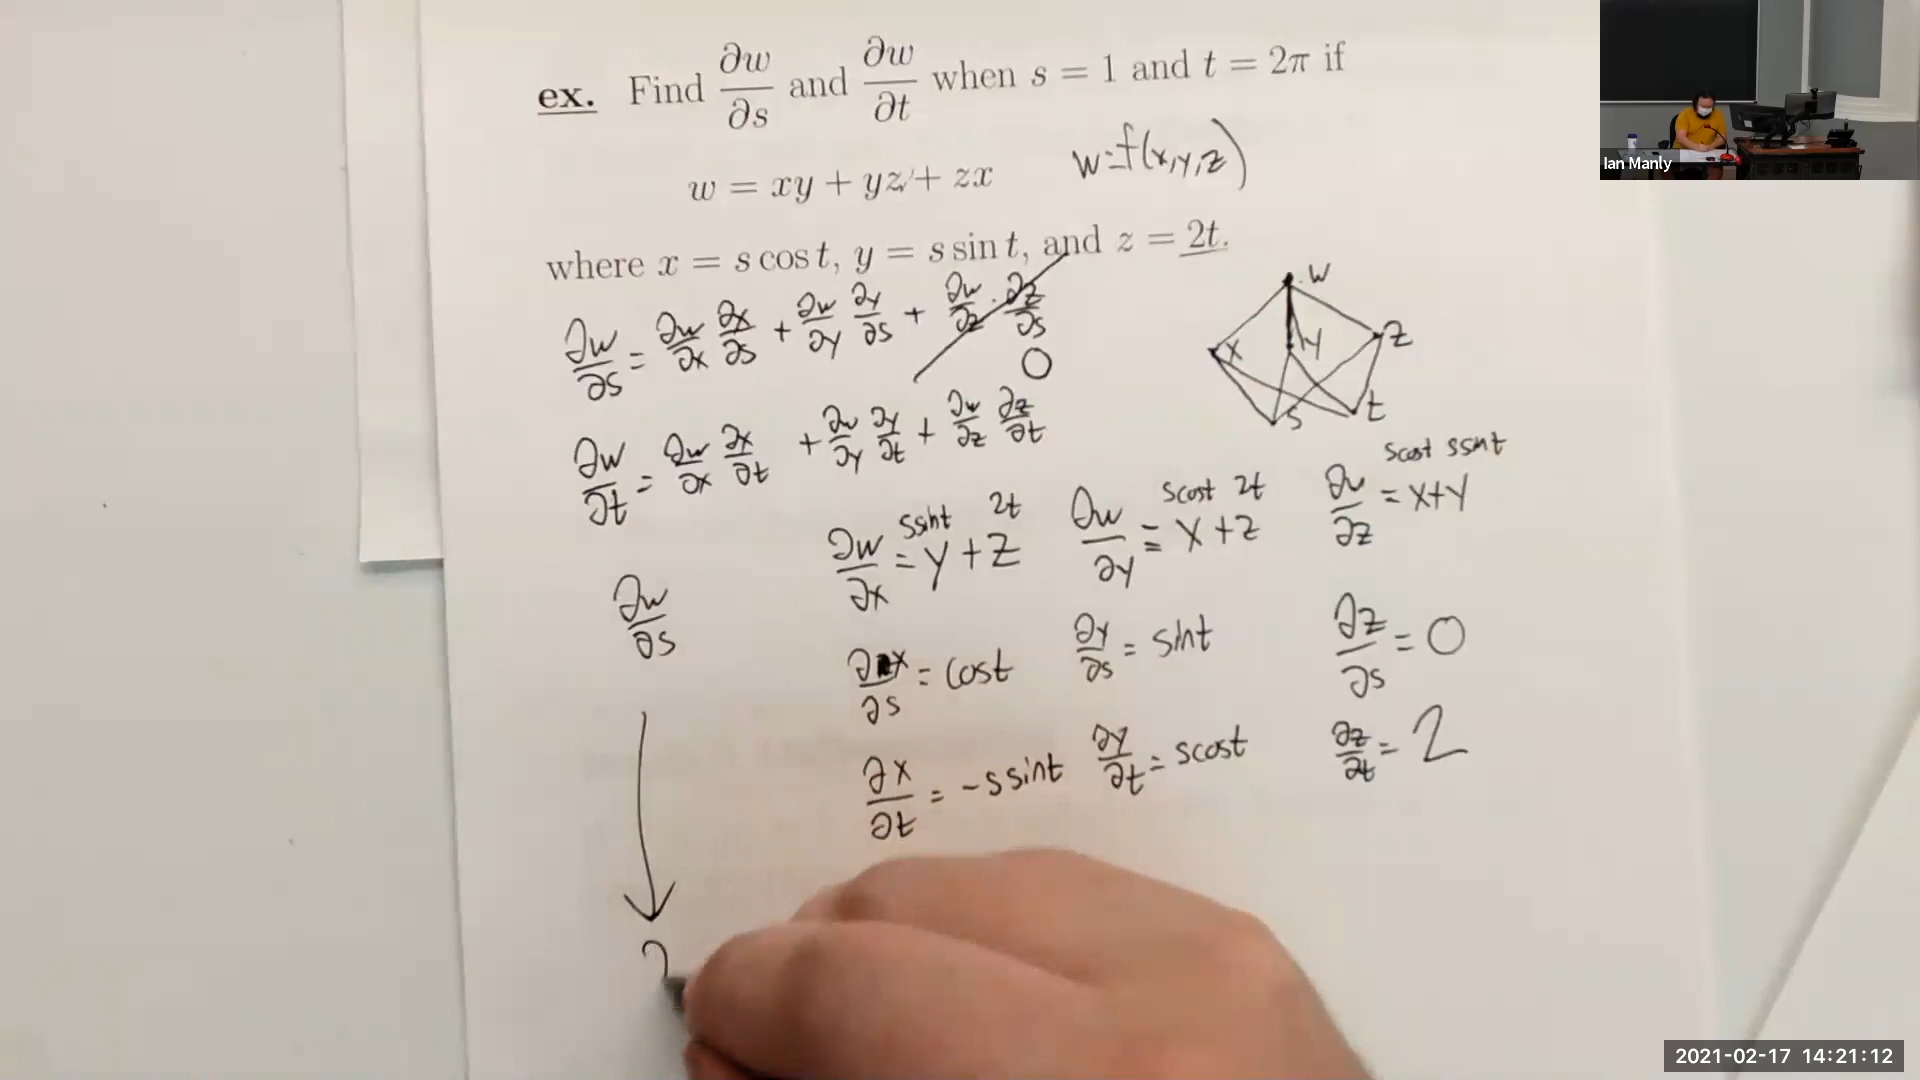 ex. Find ∂w/∂s and ∂w/∂t when s = 1 and t = 2π if
w = xy + yz + zx w=f(x,y,z)
where x = s cos t, y = s sin t, and z = 2t.
∂w/∂s = ∂w/∂x ∂x/∂s + ∂w/∂y ∂y/∂s + ∂w/∂z · ∂z/∂s
0
∂w/∂t = ∂w/∂x ∂x/∂t + ∂w/∂y ∂y/∂t + ∂w/∂z ∂z/∂t
w
x y z
s t
ssint 2t scost 2t scost ssint
∂w/∂x = y+z ∂w/∂y = x+z ∂w/∂z = x+y
∂w/∂s
∂x/∂s = cost ∂y/∂s = sint ∂z/∂s = 0
∂x/∂t = -s sint ∂y/∂t = scost ∂z/∂t = 2
Ian Manly
2021-02-17 14:21:12